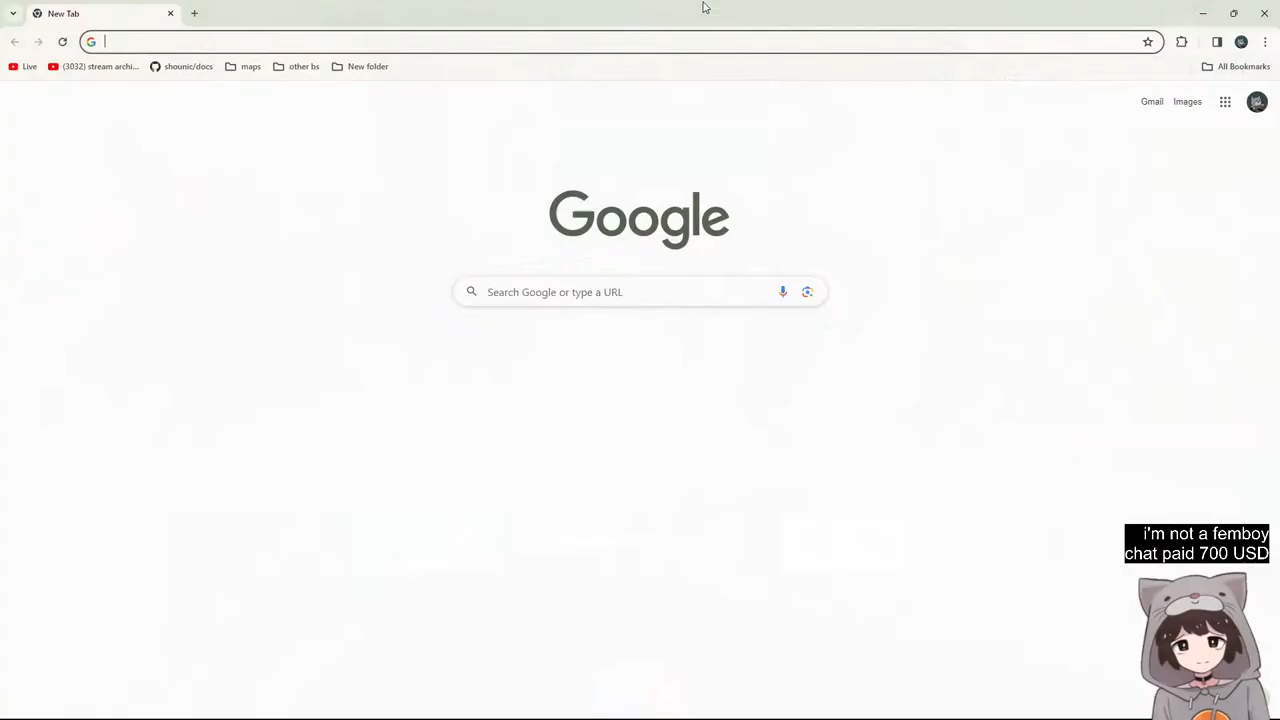 New Tab
Live
(3032) stream archi...
shounic/docs
maps
other bs
New folder
All Bookmarks
Gmail
Images
Google
Search Google or type a URL
i'm not a femboy
chat paid 700 USD